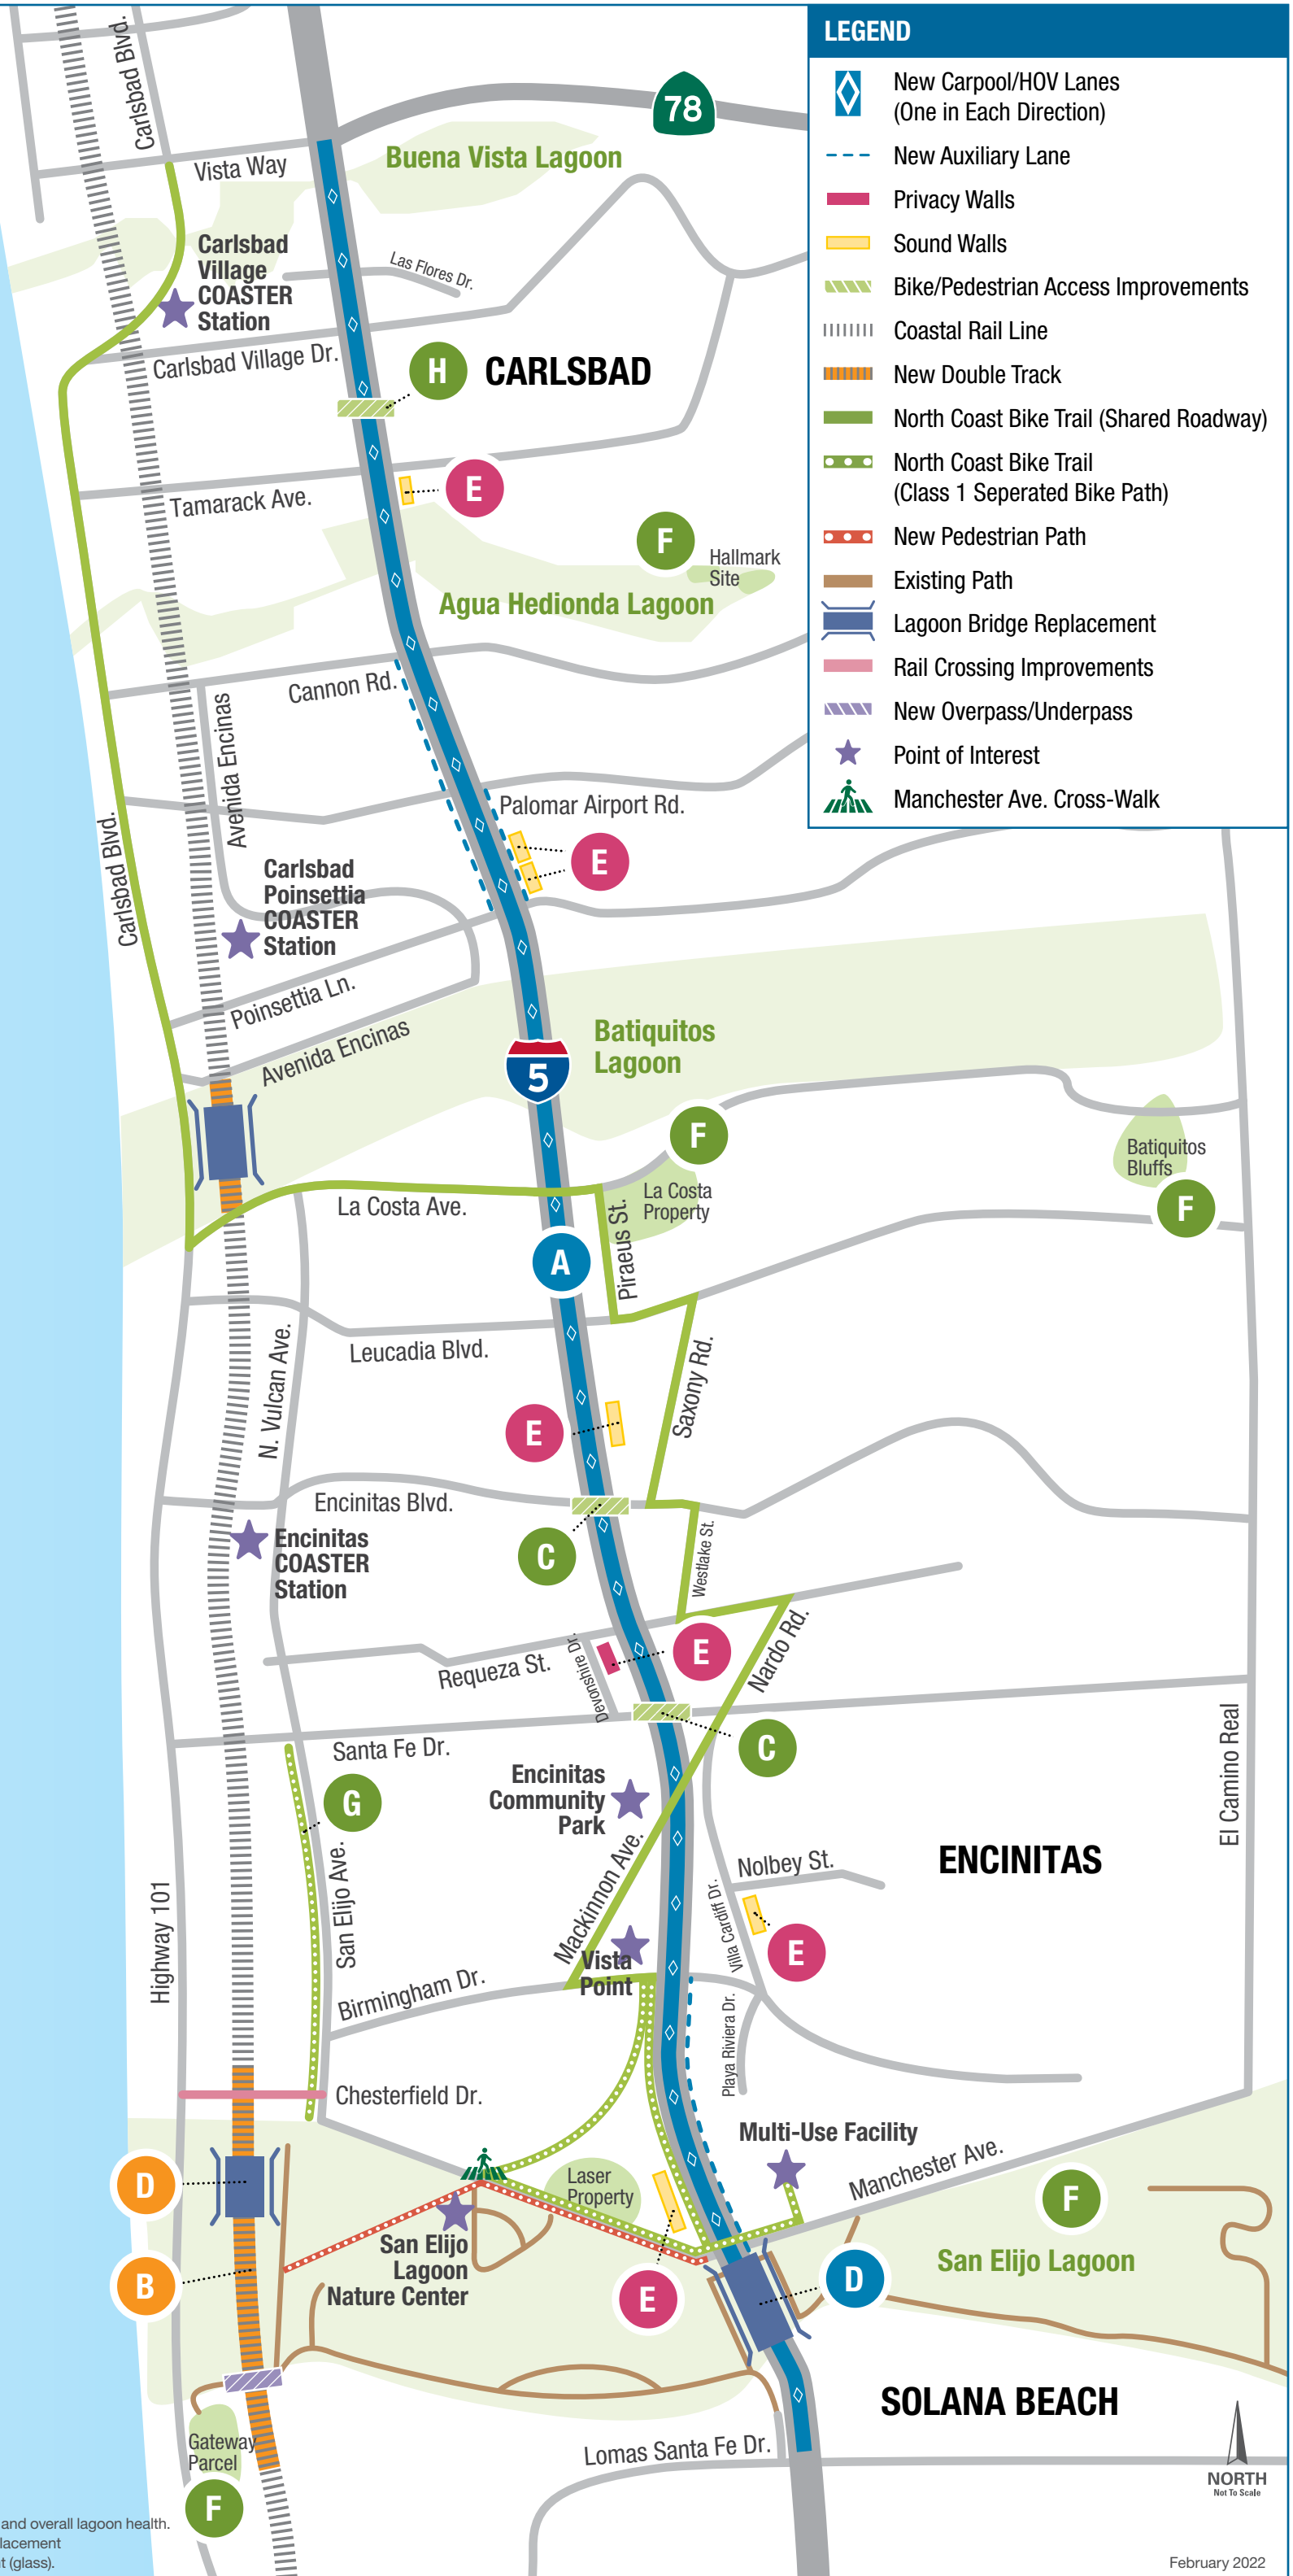 LEGEND
New Carpool/HOV Lanes
(One in Each Direction)
New Auxiliary Lane
Privacy Walls
Sound Walls
Bike/Pedestrian Access Improvements
Coastal Rail Line
New Double Track
North Coast Bike Trail (Shared Roadway)
North Coast Bike Trail
(Class 1 Seperated Bike Path)
New Pedestrian Path
Existing Path
Lagoon Bridge Replacement
Rail Crossing Improvements
New Overpass/Underpass
Point of Interest
Manchester Ave. Cross-Walk
Carlsbad Blvd.
78
Vista Way
Buena Vista Lagoon
Carlsbad
Village
COASTER
Station
Las Flores Dr.
Carlsbad Village Dr.
H
CARLSBAD
Tamarack Ave.
E
F
Hallmark
Site
Agua Hedionda Lagoon
Cannon Rd.
Avenida Encinas
Palomar Airport Rd.
E
Carlsbad Blvd.
Carlsbad
Poinsettia
COASTER
Station
Poinsettia Ln.
Avenida Encinas
Batiquitos
Lagoon
5
F
Batiquitos
Bluffs
F
La Costa
Property
La Costa Ave.
Piraeus St.
A
Leucadia Blvd.
N. Vulcan Ave.
Saxony Rd.
E
Encinitas Blvd.
Encinitas
COASTER
Station
C
Westlake St.
Requeza St.
Devonshire Dr.
E
Nardo Rd.
Santa Fe Dr.
C
El Camino Real
G
Encinitas
Community
Park
San Elijo Ave.
Mackinnon Ave.
Nolbey St.
ENCINITAS
Villa Cardiff Dr.
E
Highway 101
Vista
Point
Birmingham Dr.
Playa Riviera Dr.
Chesterfield Dr.
Multi-Use Facility
Manchester Ave.
D
Laser
Property
F
San Elijo
Lagoon
Nature Center
San Elijo Lagoon
B
E
D
SOLANA BEACH
Gateway
Parcel
Lomas Santa Fe Dr.
F
NORTH
Not To Scale
and overall lagoon health.
lacement
t (glass).
February 2022